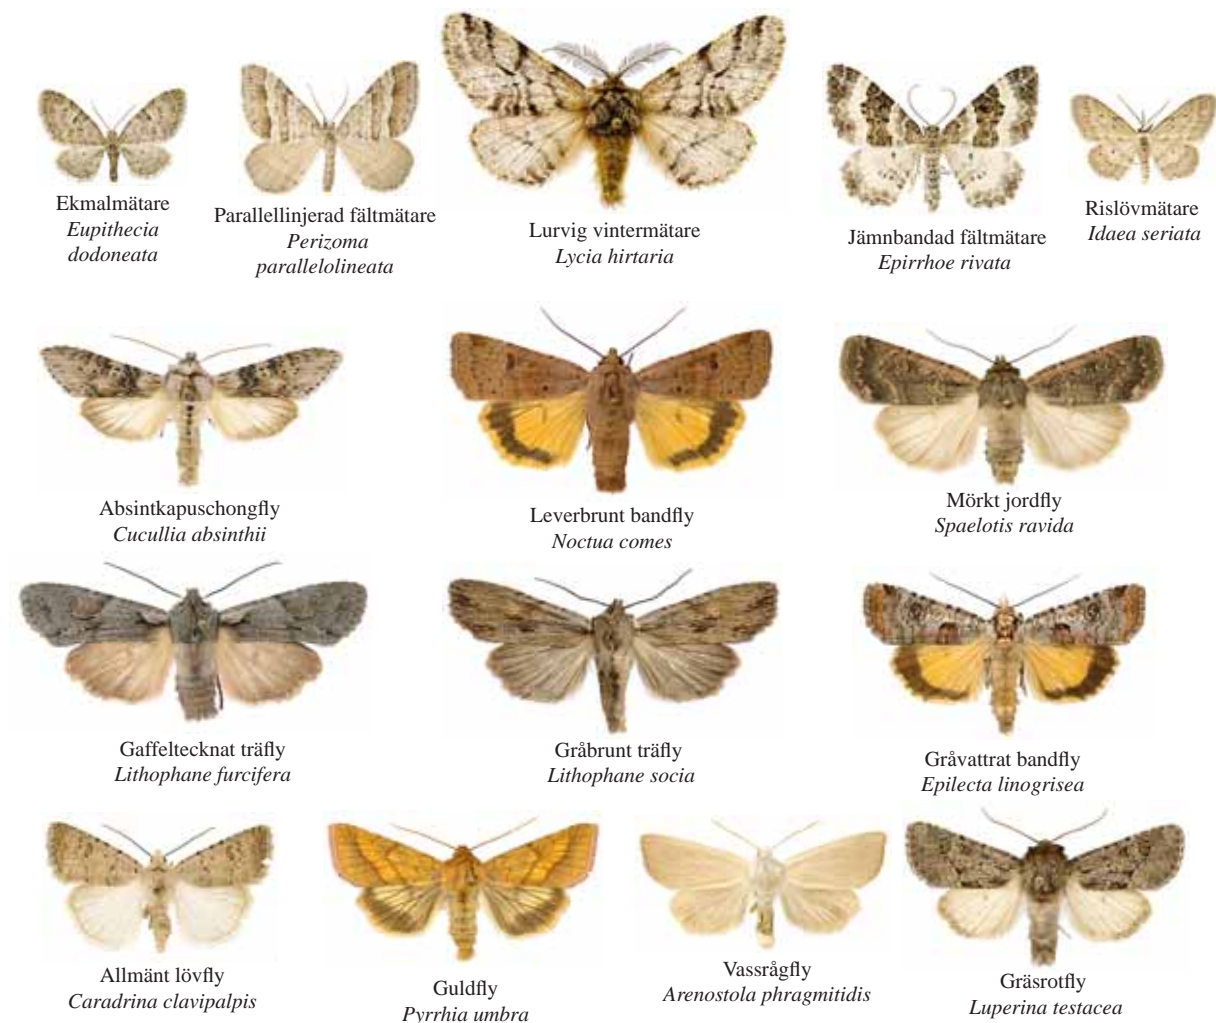 Ekmalmätare
Eupithecia
dodoneata
Parallellinjerad fältmätare
Perizoma
parallelolineata
Lurvig vintermätare
Lycia hirtaria
Jämnbandad fältmätare
Epirrhoe rivata
Rislövmätare
Idaea seriata
Absintkapuschongfly
Cucullia absinthii
Leverbrunt bandfly
Noctua comes
Mörkt jordfly
Spaelotis ravida
Gaffeltecknat träfly
Lithophane furcifera
Gråbrunt träfly
Lithophane socia
Gråvattrat bandfly
Epilecta linogrisea
Allmänt lövfly
Caradrina clavipalpis
Guldfly
Pyrrhia umbra
Vassrågfly
Arenostola phragmitidis
Gräsrotfly
Luperina testacea